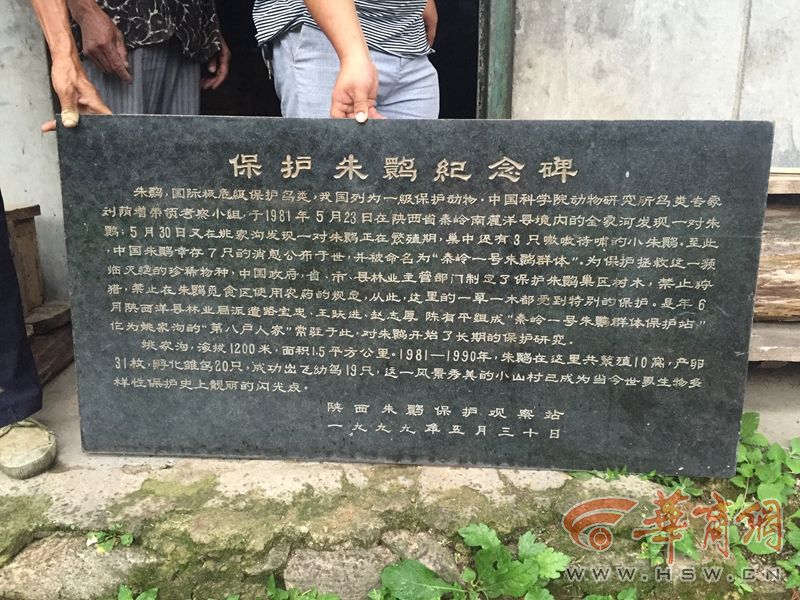 保护朱鹮纪念碑
朱鹮，国际极危级保护鸟类，我国列为一级保护动物。中国科学院动物研究所鸟类专家
刘荫增带领考察小组，于1981年5月23日在陕西省秦岭南麓洋县境内的金家河发现一对朱
鹮；5月30日又在姚家沟发现一对朱鹮正在繁殖期，巢中还有3只嗷嗷待哺的小朱鹮。至此，
中国朱鹮幸存7只的消息公布于世，并被命名为“秦岭一号朱鹮群体”。为保护拯救这一频
临灭绝的珍稀物种，中国政府，省、市、县林业主管部门制定了保护朱鹮巢区树木，禁止狩
猎，禁止在朱鹮觅食区使用农药的规定，从此，这里的一草一木都受到特别的保护。是年6
月陕西洋县林业局派遣路宝忠、王跃进、赵志厚、陈有平组成“秦岭一号朱鹮群体保护站”
作为姚家沟的“第八户人家”常驻于此，对朱鹮开始了长期的保护研究。
姚家沟，海拔1200米，面积1.5平方公里。1981—1990年，朱鹮在这里共繁殖10窝，产卵
31枚，孵化雏鸟20只，成功出飞幼鸟19只，这一风景秀美的小山村已成为当今世界生物多
样性保护史上靓丽的闪光点。
陕西朱鹮保护观察站
一九九九年五月三十日
华商网
WWW.HSW.CN